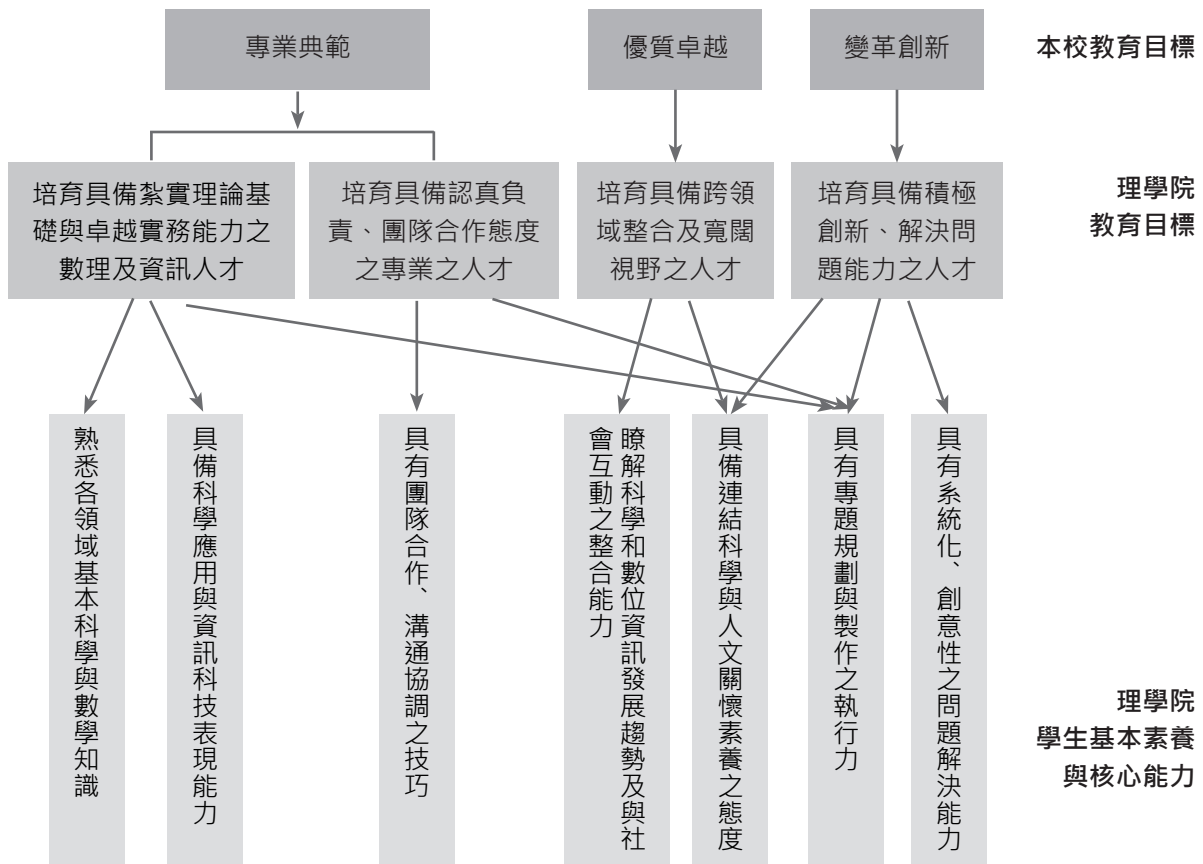 專業典範
優質卓越
變革創新
本校教育目標
培育具備紮實理論基
礎與卓越實務能力之
數理及資訊人才
培育具備認真負
責、團隊合作態度
之專業之人才
培育具備跨領
域整合及寬闊
視野之人才
培育具備積極
創新、解決問
題能力之人才
理學院
教育目標
熟悉各領域基本科學與數學知識
具備科學應用與資訊科技表現能力
具有團隊合作、溝通協調之技巧
瞭解科學和數位資訊發展趨勢及與社
會互動之整合能力
具備連結科學與人文關懷素養之態度
具有專題規劃與製作之執行力
具有系統化、創意性之問題解決能力
理學院
學生基本素養
與核心能力